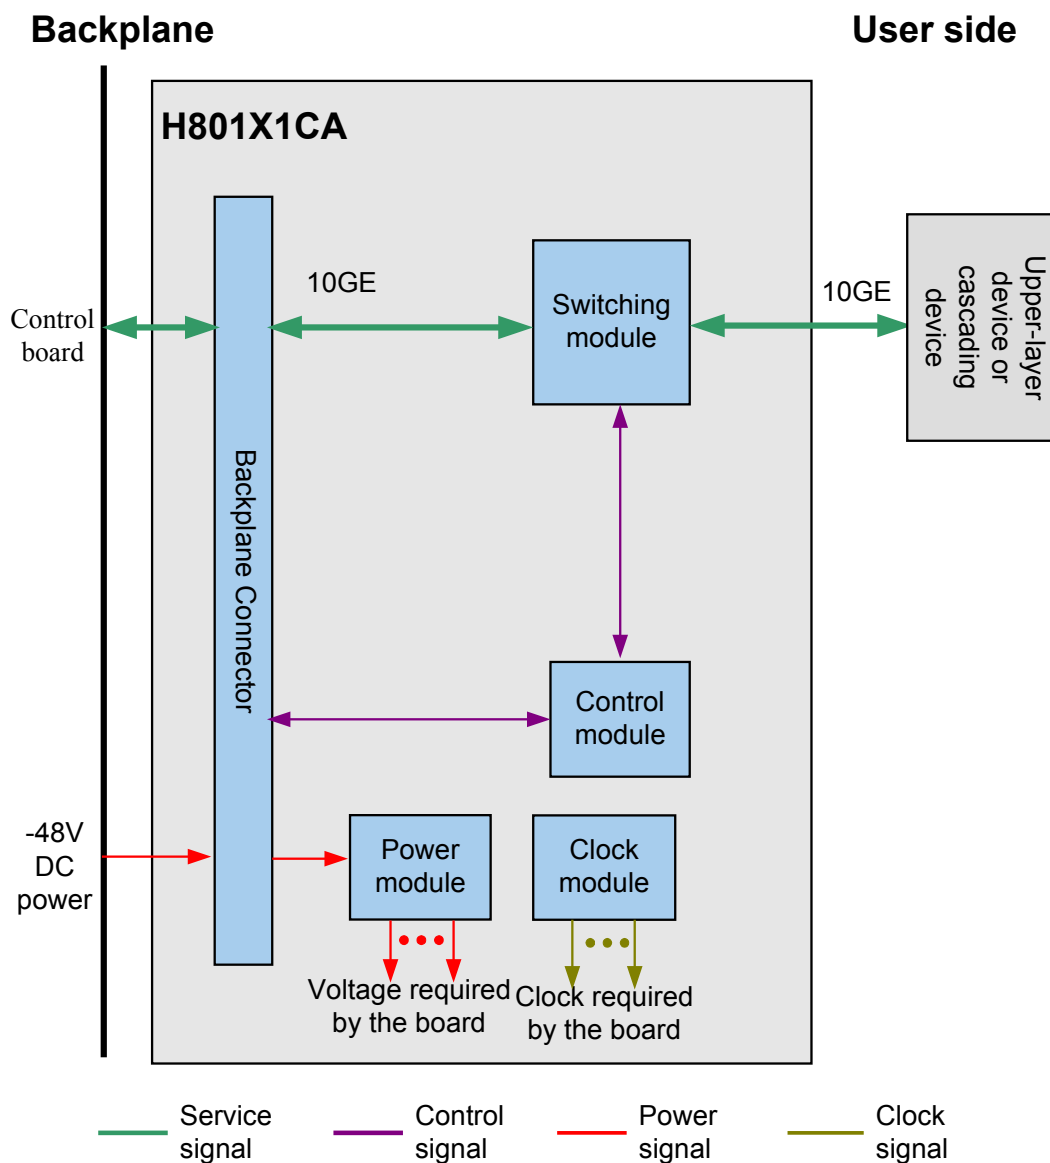 Backplane
User side
H801X1CA
10GE
Switching
module
10GE
Upper-layer
device or
cascading
device
Control
board
Backplane Connector
Control
module
-48V
DC
power
Power
module
Clock
module
Voltage required
by the board
Clock required
by the board
Service
signal
Control
signal
Power
signal
Clock
signal